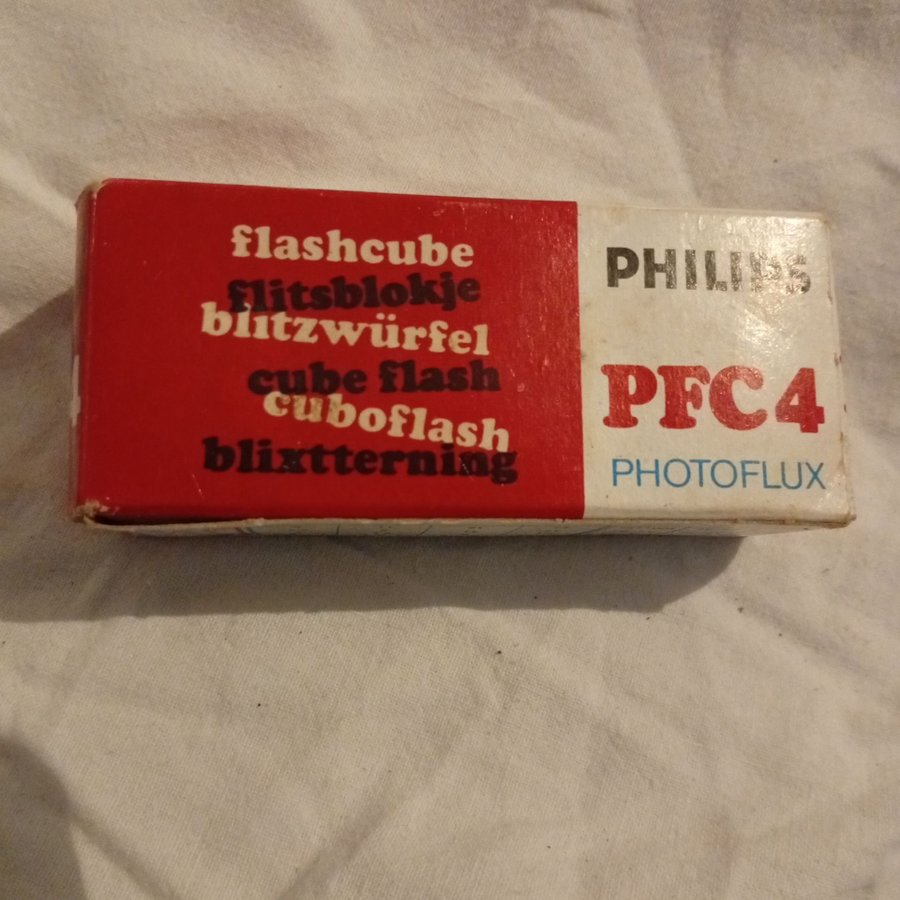 flashcube
flitsblokje
blitzwürfel
cube flash
cuboflash
blixtterning
PHILIPS
PFC4
PHOTOFLUX